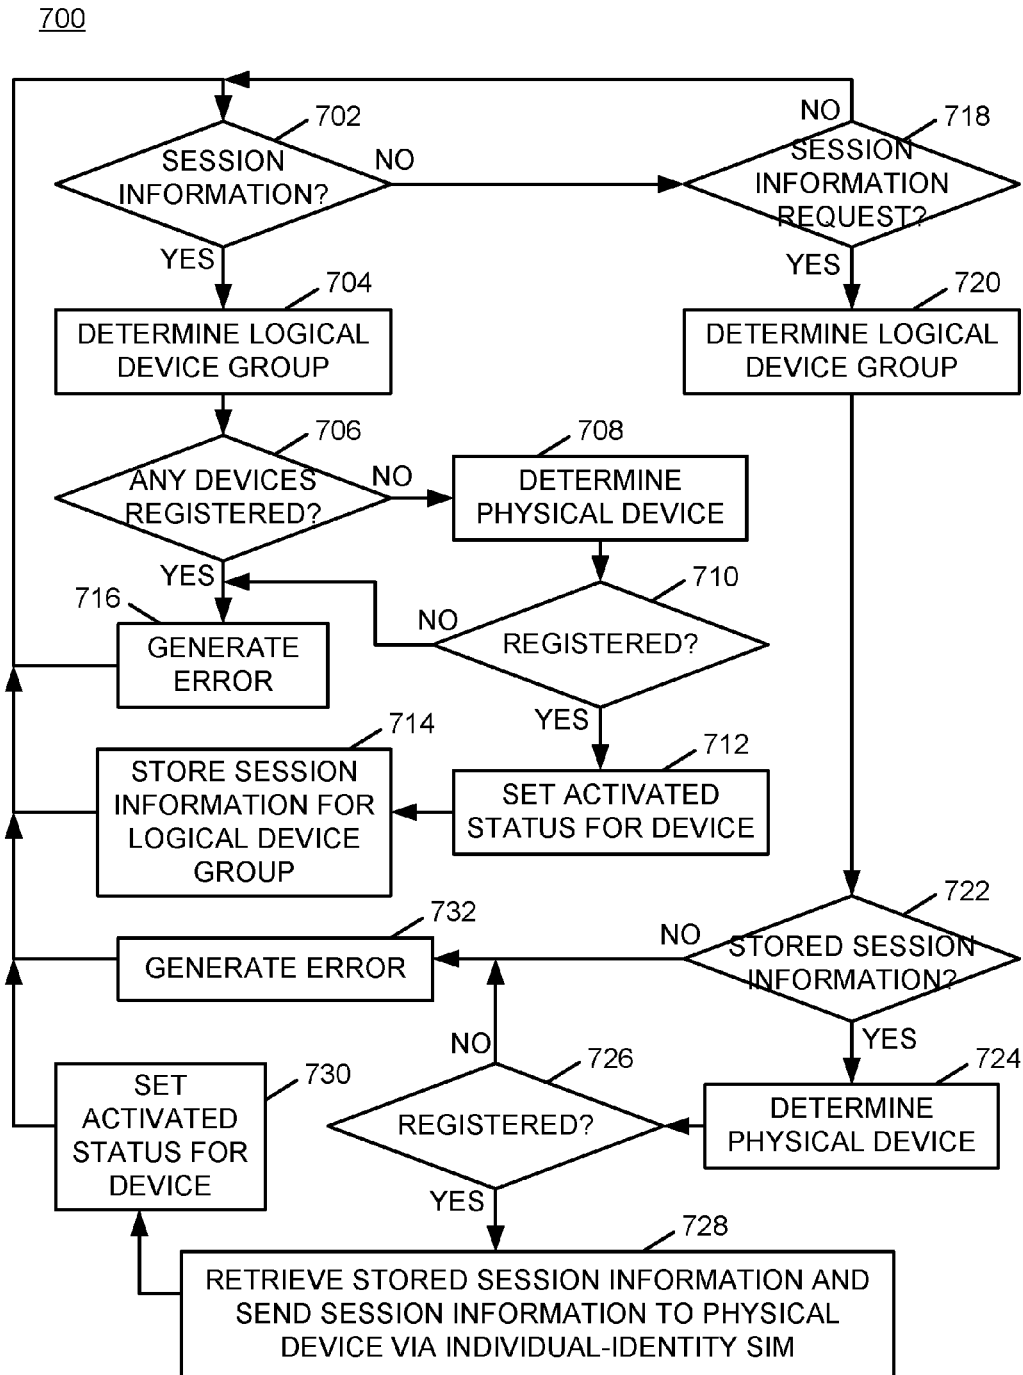 700
702
SESSION
INFORMATION?
NO
YES
NO
718
SESSION
INFORMATION
REQUEST?
YES
704
DETERMINE LOGICAL
DEVICE GROUP
720
DETERMINE LOGICAL
DEVICE GROUP
706
ANY DEVICES
REGISTERED?
NO
YES
708
DETERMINE
PHYSICAL DEVICE
710
NO
REGISTERED?
YES
716
GENERATE
ERROR
714
STORE SESSION
INFORMATION FOR
LOGICAL DEVICE
GROUP
712
SET ACTIVATED
STATUS FOR DEVICE
732
GENERATE ERROR
722
NO
STORED SESSION
INFORMATION?
YES
724
DETERMINE
PHYSICAL DEVICE
NO
726
REGISTERED?
YES
730
SET
ACTIVATED
STATUS FOR
DEVICE
728
RETRIEVE STORED SESSION INFORMATION AND
SEND SESSION INFORMATION TO PHYSICAL
DEVICE VIA INDIVIDUAL-IDENTITY SIM